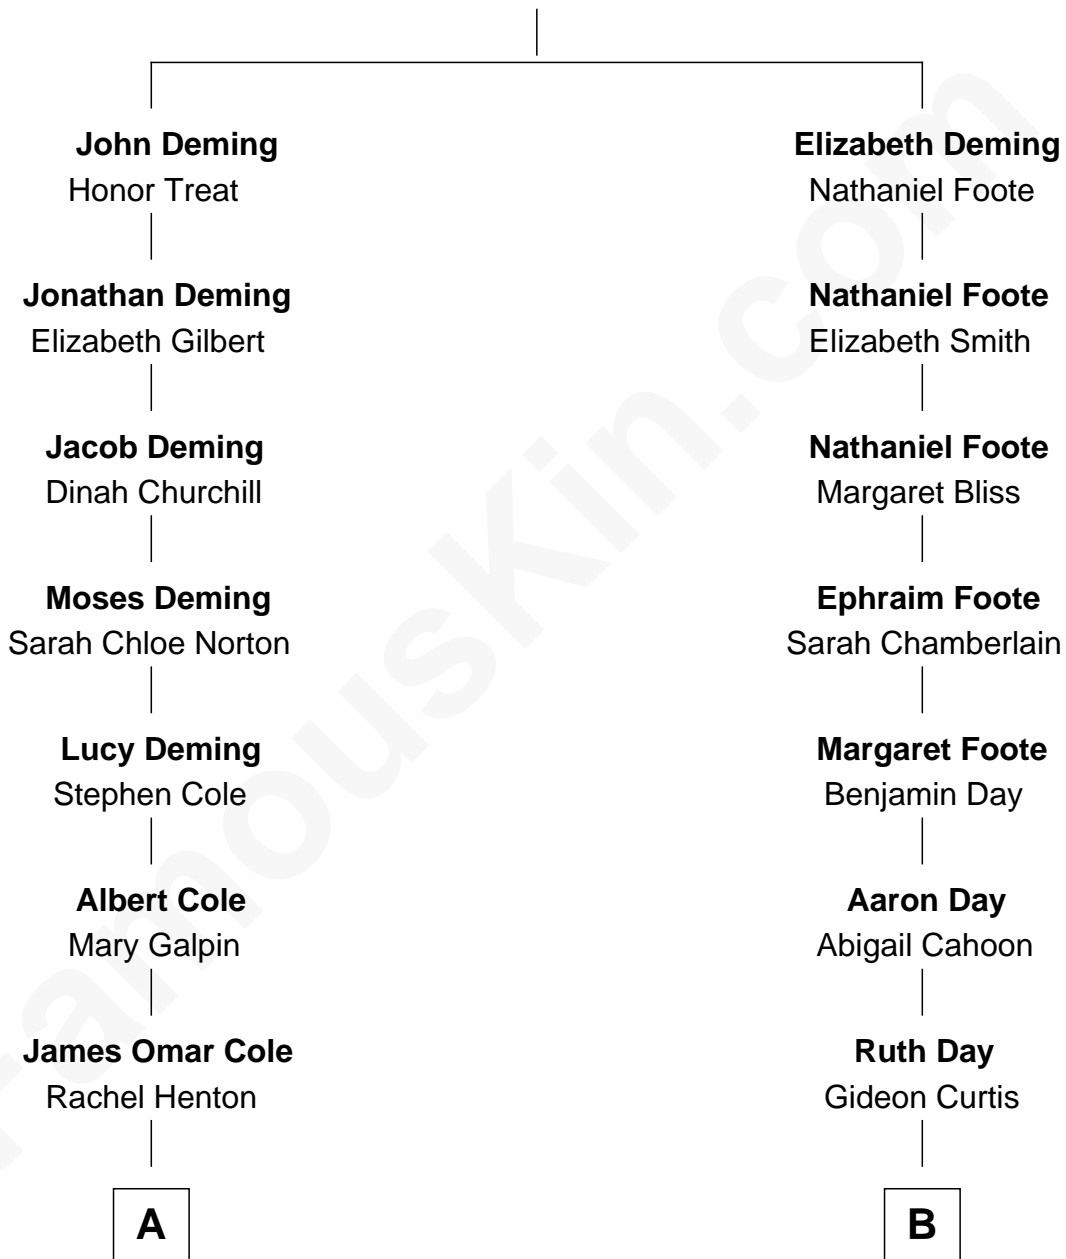 John Deming
Honor Treat
Jonathan Deming
Elizabeth Gilbert
Jacob Deming
Dinah Churchill
Moses Deming
Sarah Chloe Norton
Lucy Deming
Stephen Cole
Albert Cole
Mary Galpin
James Omar Cole
Rachel Henton
A
Elizabeth Deming
Nathaniel Foote
Nathaniel Foote
Elizabeth Smith
Nathaniel Foote
Margaret Bliss
Ephraim Foote
Sarah Chamberlain
Margaret Foote
Benjamin Day
Aaron Day
Abigail Cahoon
Ruth Day
Gideon Curtis
B
FamousKin.com